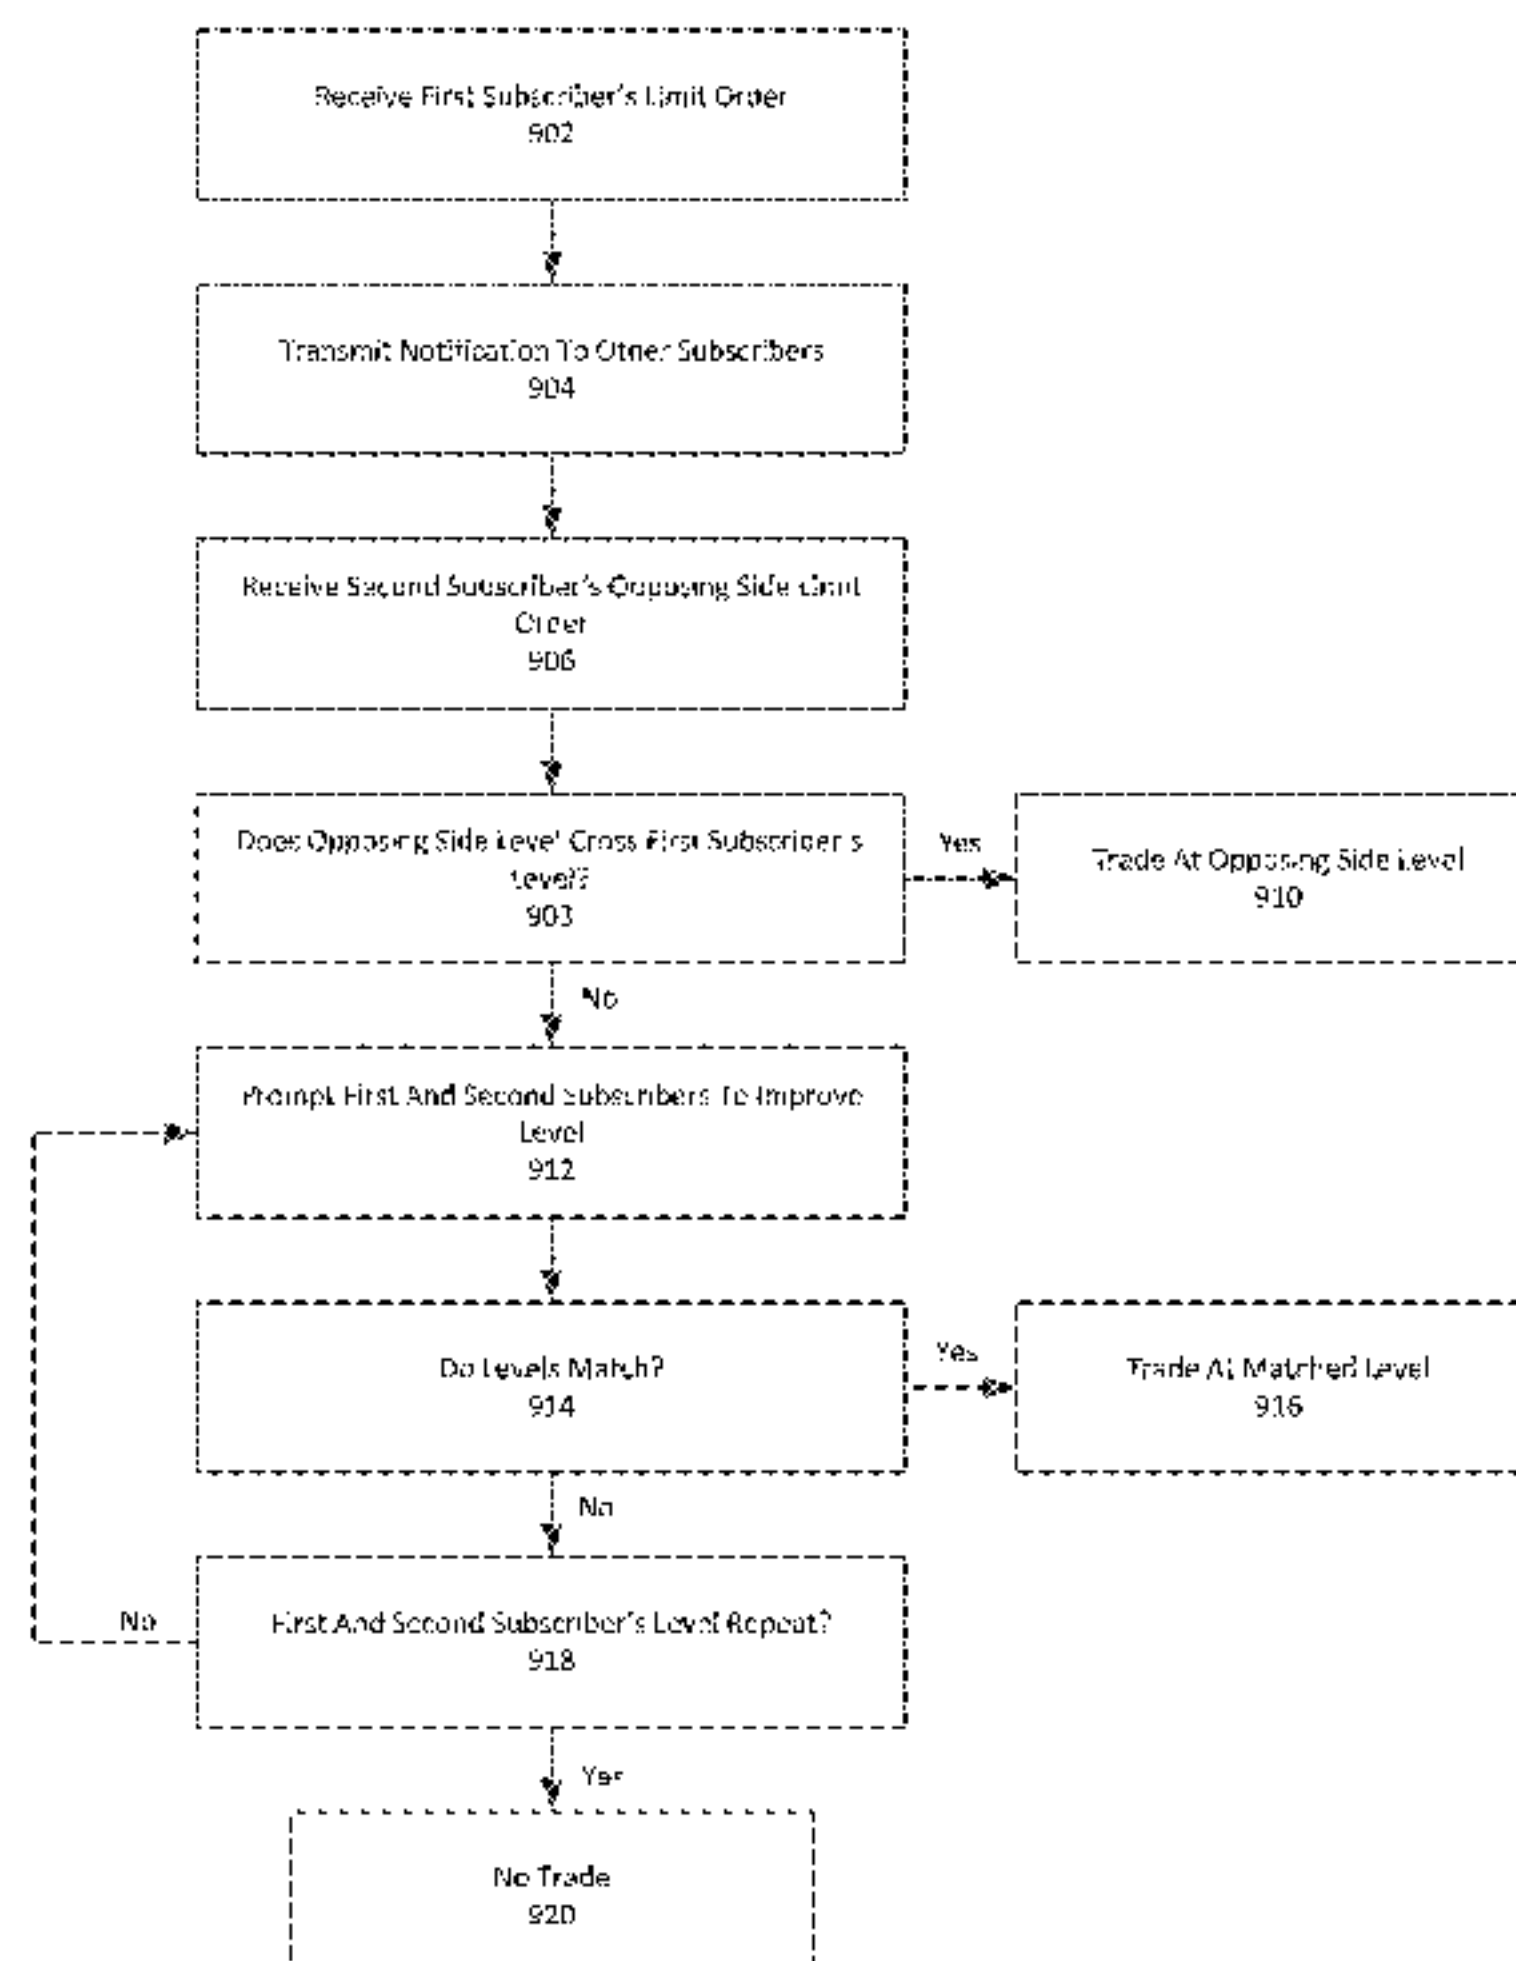 Receive First Subscriber's Limit Order
902
Transmit Notification To Other Subscribers
904
Receive Second Subscriber's Opposing Side Limit
Order
906
Does Opposing Side Level Cross First Subscriber's
Level?
908
Yes
Trade At Opposing Side Level
910
No
Prompt First And Second Subscribers To Improve
Level
912
Do Levels Match?
914
Yes
Trade At Matched Level
916
No
First And Second Subscriber's Level Repeat?
918
No
Yes
No Trade
920